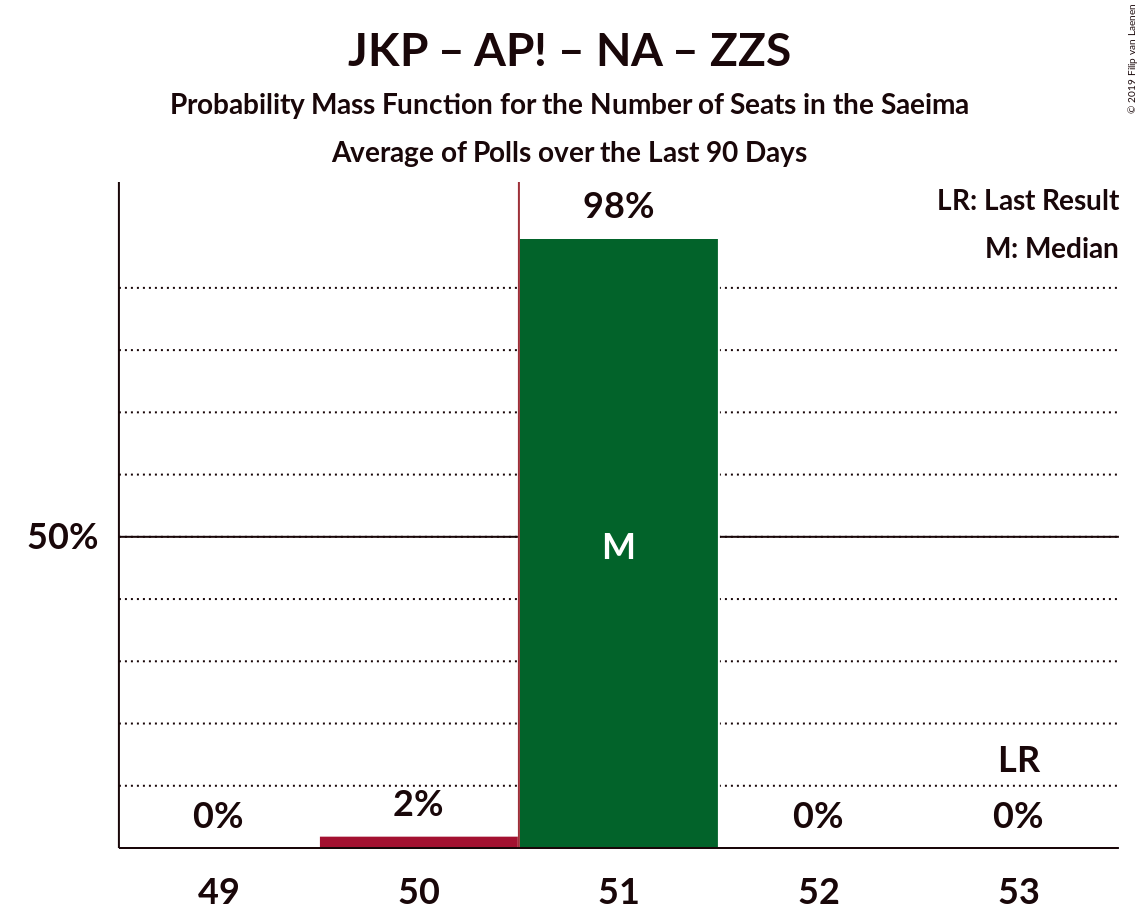 JKP – AP! – NA – ZZS
Probability Mass Function for the Number of Seats in the Saeima
Average of Polls over the Last 90 Days
© 2019 Filip van Laenen
LR: Last Result
M: Median
98%
50%
M
LR
0%
2%
0%
0%
49
50
51
52
53